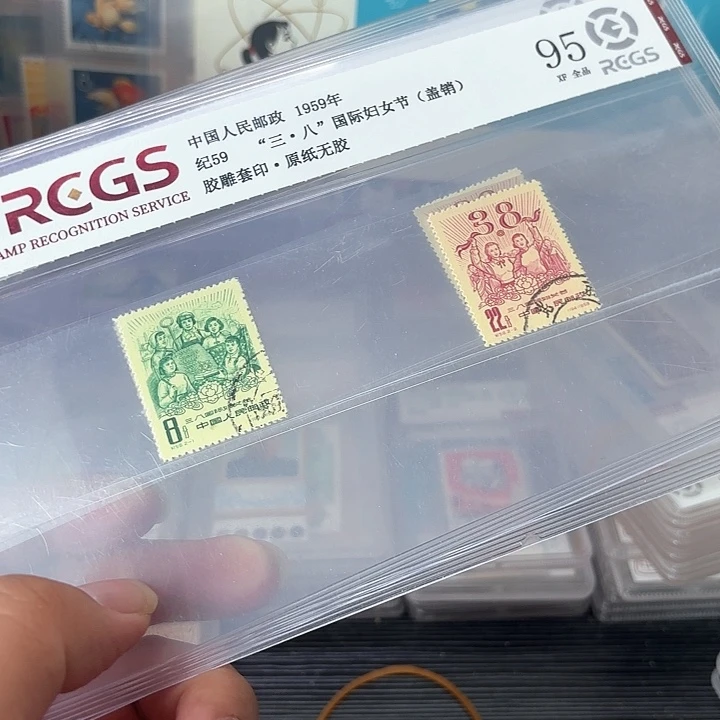 RCGS
AMP RECOGNITION SERVICE
中国人民邮政 1959年
纪59 “三·八”国际妇女节（盖销）
胶雕套印·原纸无胶
95
XF 全品
RCGS
RCGS
RCGS
8
中国人民邮政
3·8
22